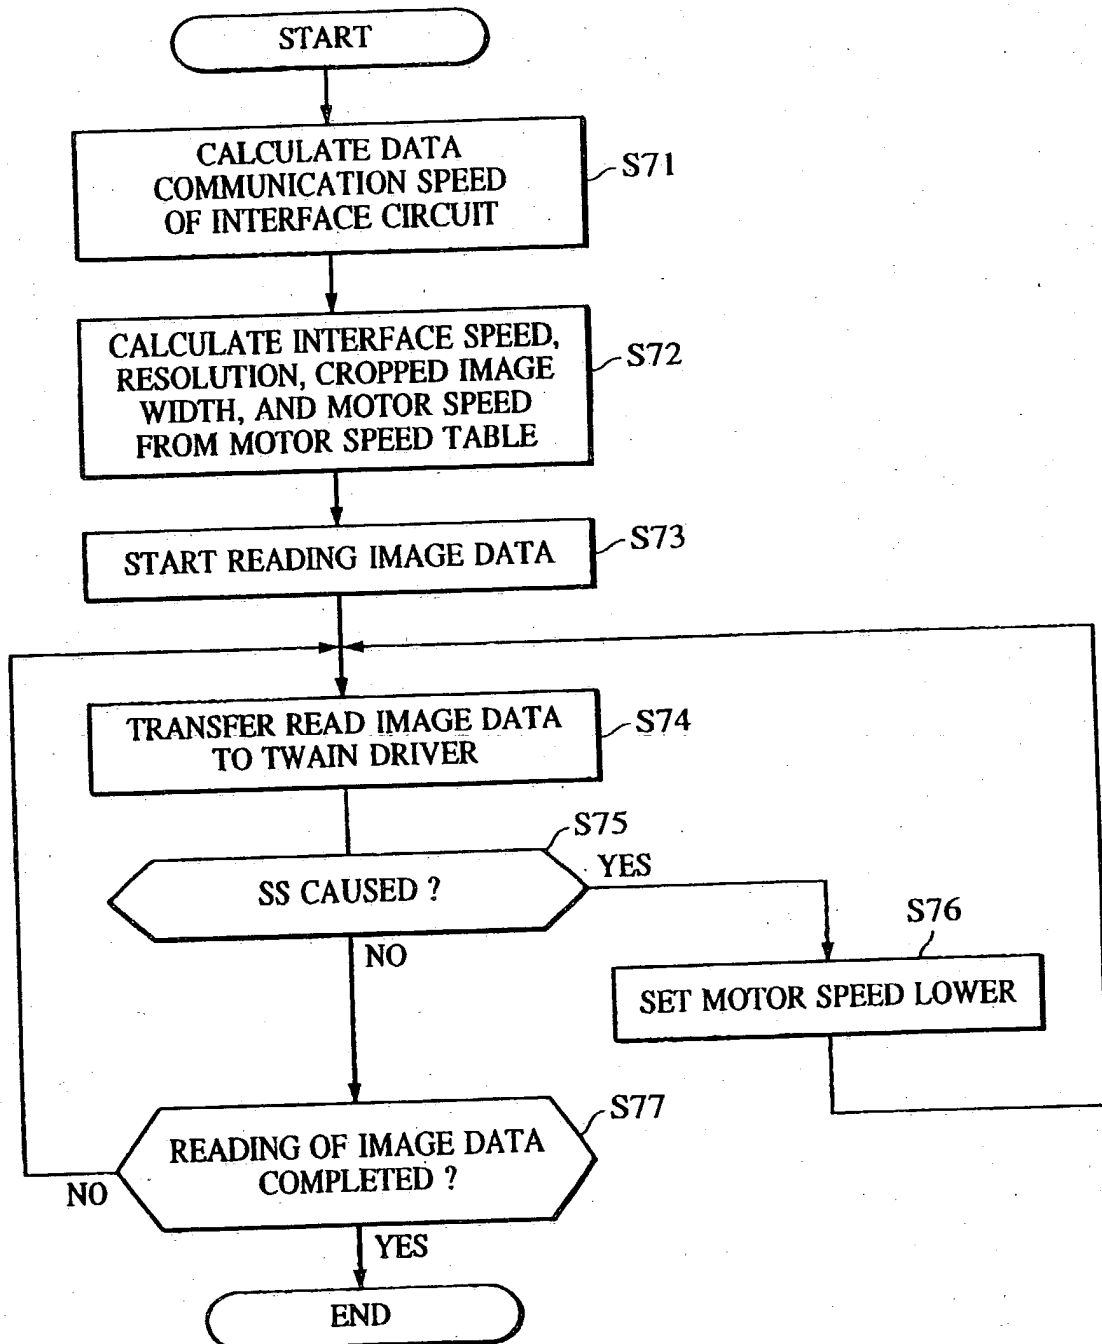 START
CALCULATE DATA
COMMUNICATION SPEED
OF INTERFACE CIRCUIT
S71
CALCULATE INTERFACE SPEED,
RESOLUTION, CROPPED IMAGE
WIDTH, AND MOTOR SPEED
FROM MOTOR SPEED TABLE
S72
START READING IMAGE DATA
S73
TRANSFER READ IMAGE DATA
TO TWAIN DRIVER
S74
S75
SS CAUSED ?
YES
NO
S76
SET MOTOR SPEED LOWER
S77
READING OF IMAGE DATA
COMPLETED ?
NO
YES
END